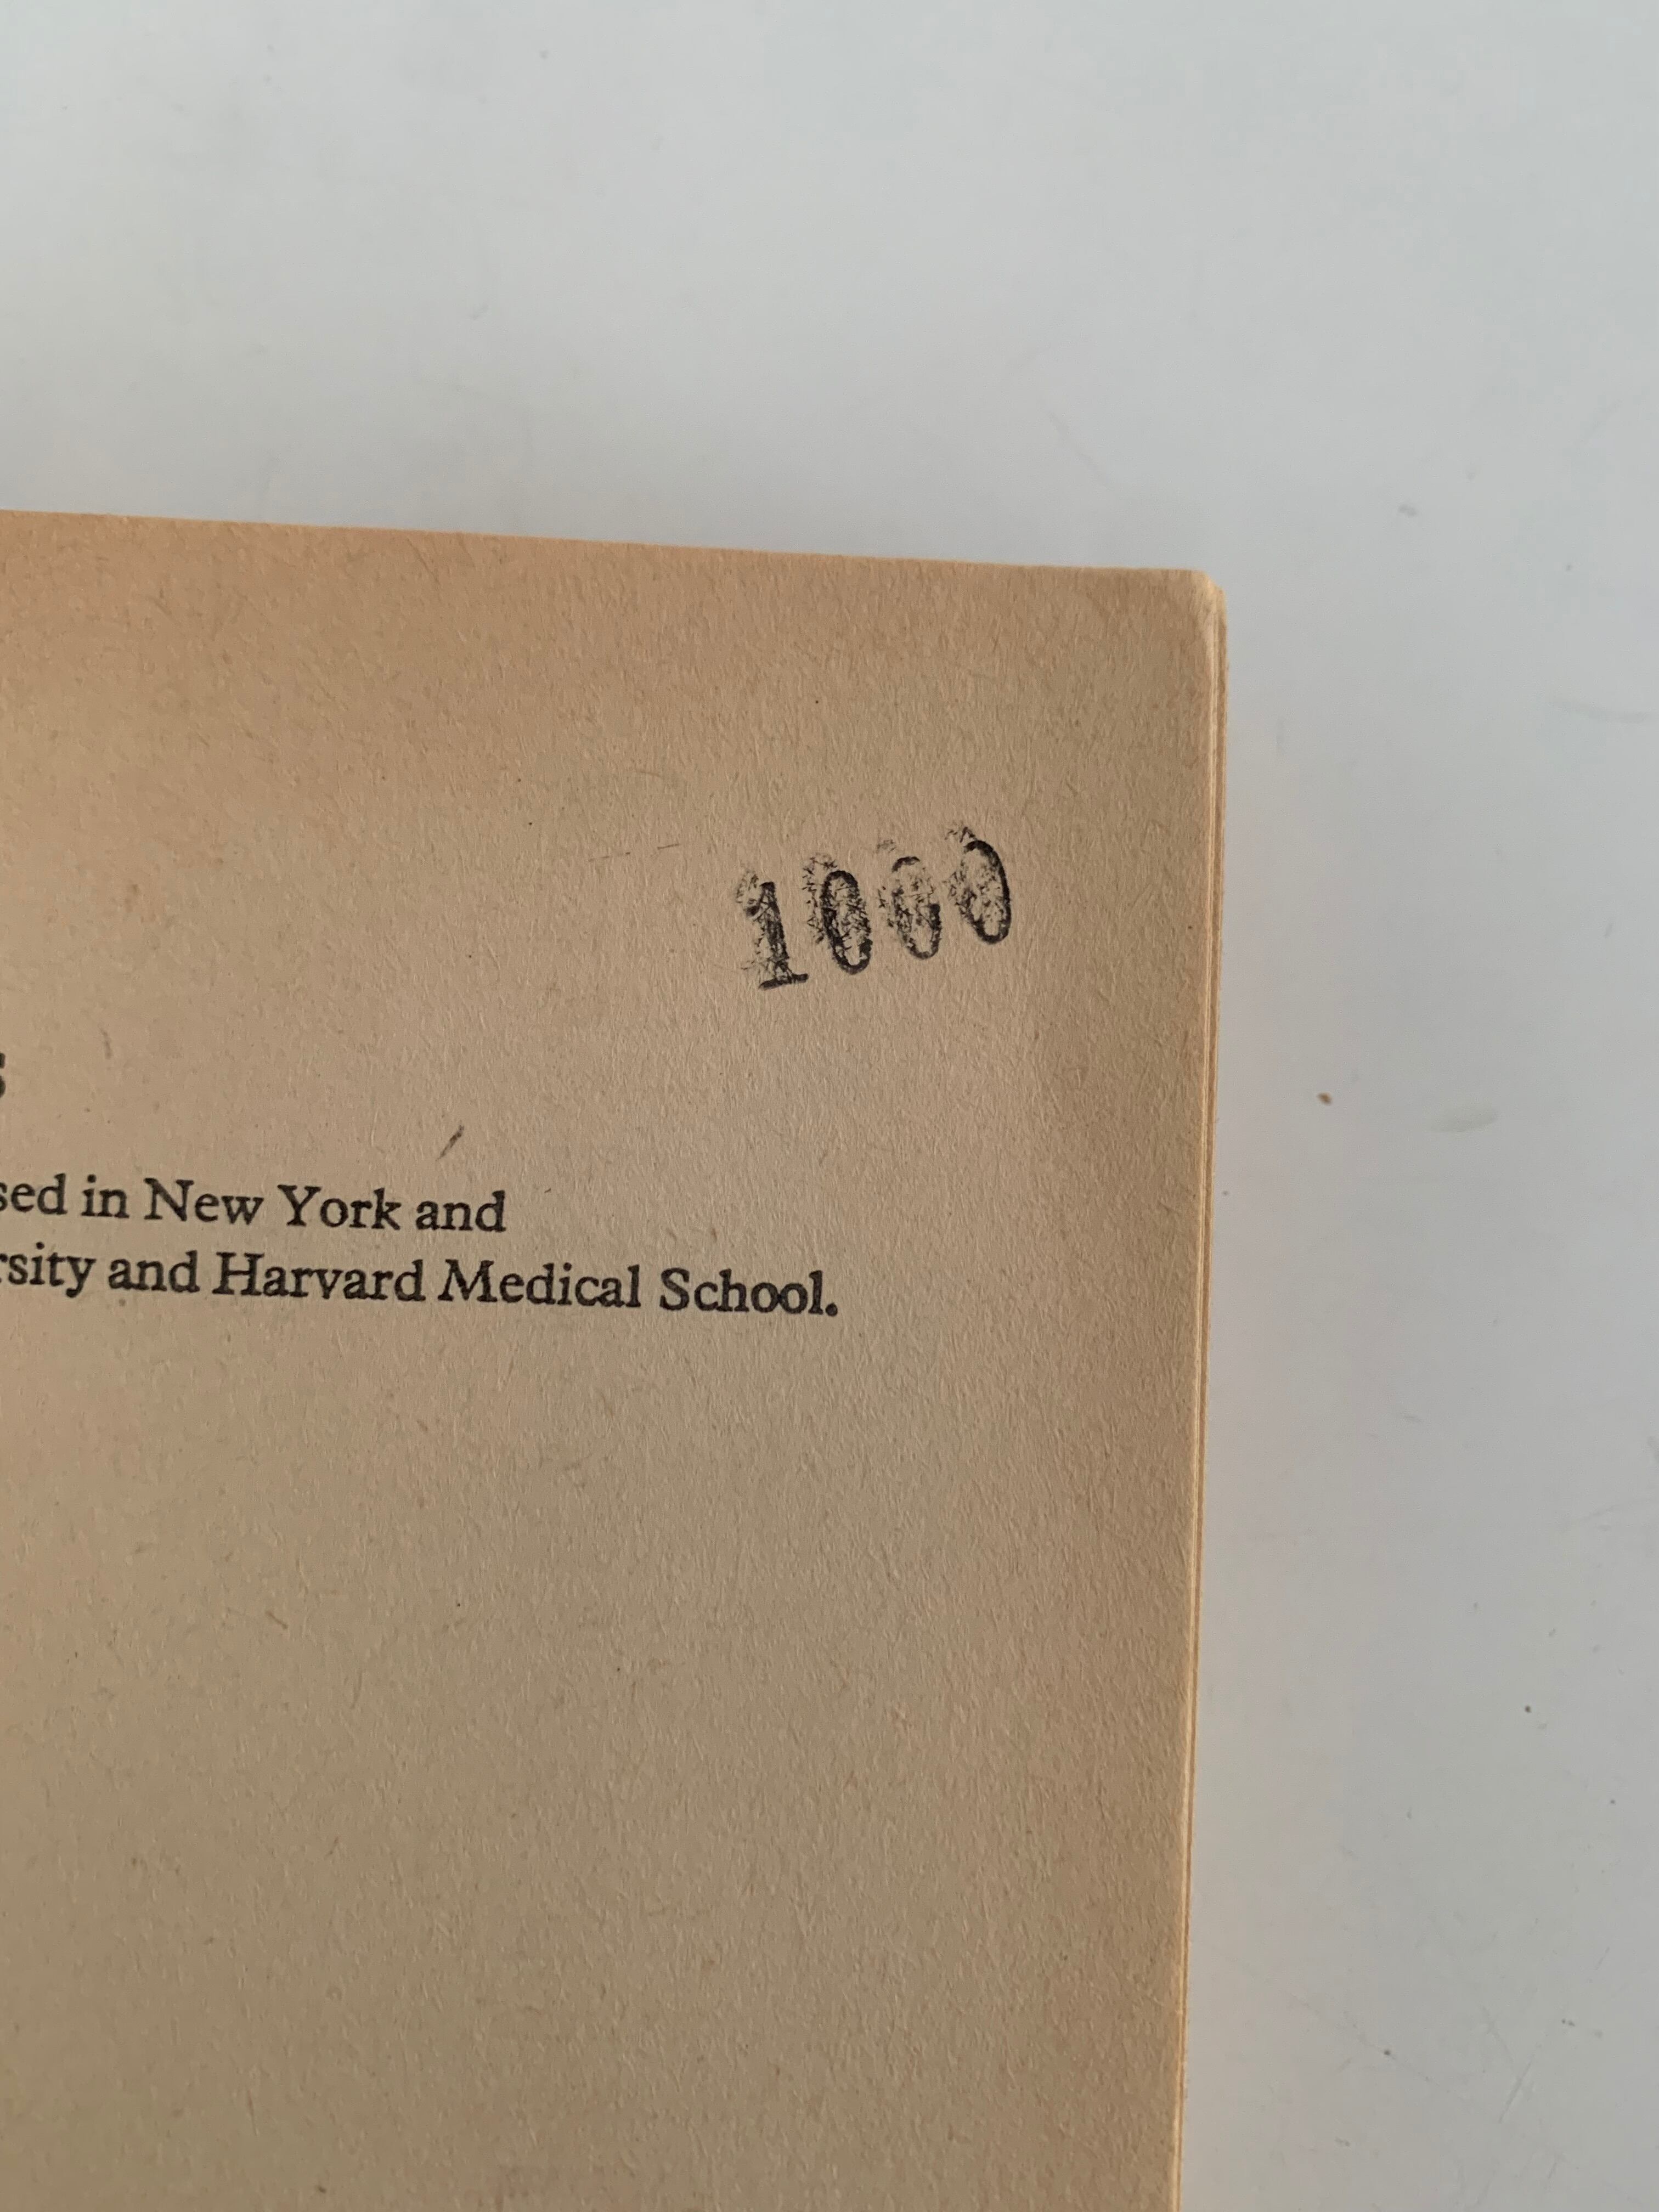 1000
s
sed in New York and
rsity and Harvard Medical School.